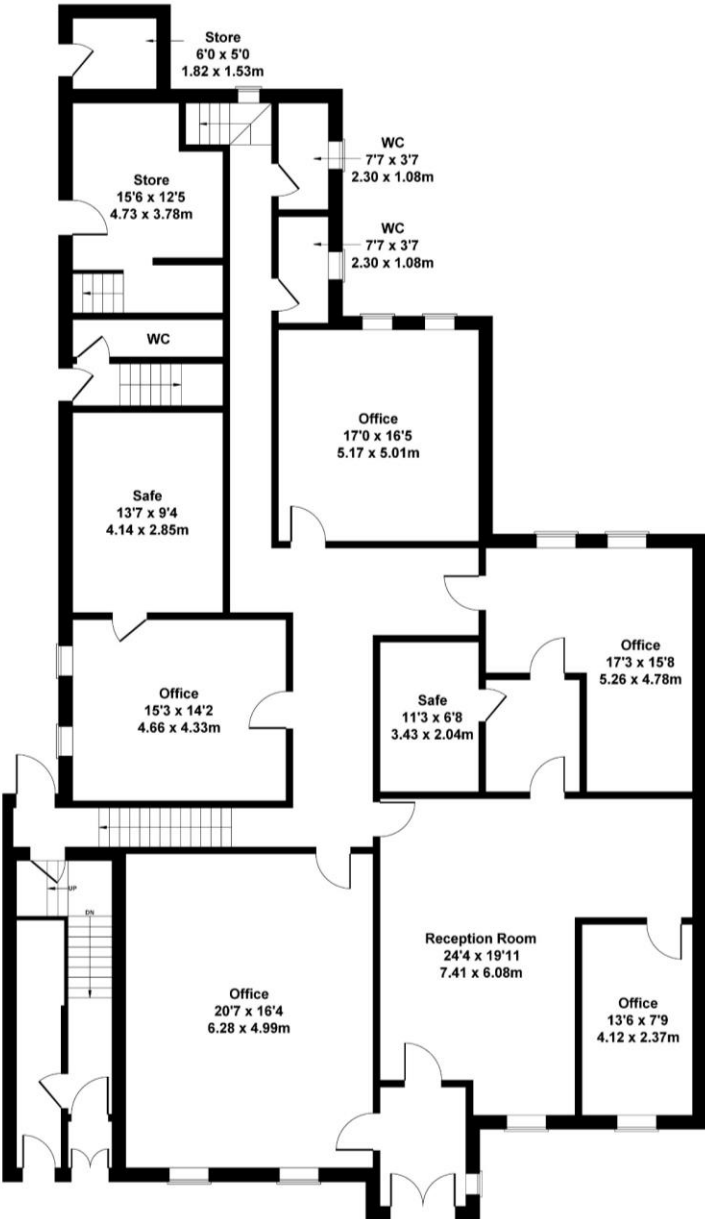 Store
6'0 x 5'0
1.82 x 1.53m
WC
7'7 x 3'7
2.30 x 1.08m
Store
15'6 x 12'5
4.73 x 3.78m
WC
7'7 x 3'7
2.30 x 1.08m
WC
Office
17'0 x 16'5
5.17 x 5.01m
Safe
13'7 x 9'4
4.14 x 2.85m
Office
17'3 x 15'8
5.26 x 4.78m
Office
15'3 x 14'2
4.66 x 4.33m
Safe
11'3 x 6'8
3.43 x 2.04m
UP
DN
Reception Room
24'4 x 19'11
7.41 x 6.08m
Office
20'7 x 16'4
6.28 x 4.99m
Office
13'6 x 7'9
4.12 x 2.37m